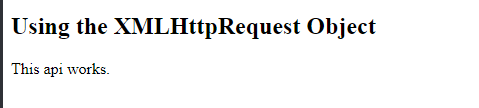 Using the XMLHttpRequest Object
This api works.